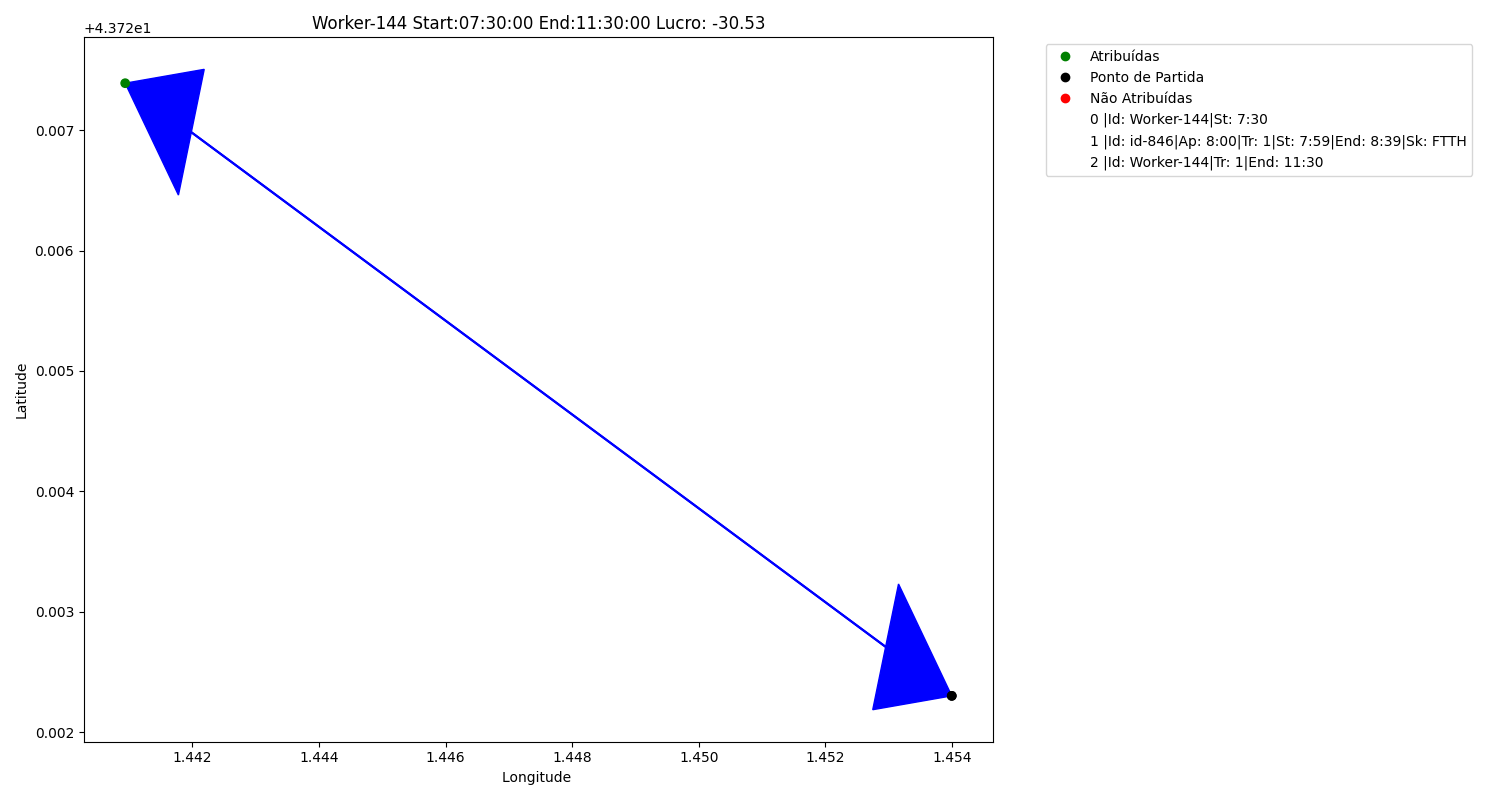 Worker-144 Start:07:30:00 End:11:30:00 Lucro: -30.53
+4.372e1
0.007
0.006
0.005
0.004
0.003
0.002
Latitude
1.442 1.444 1.446 1.448 1.450 1.452 1.454
Longitude
Atribuídas
Ponto de Partida
Não Atribuídas
0 |Id: Worker-144|St: 7:30
1 |Id: id-846|Ap: 8:00|Tr: 1|St: 7:59|End: 8:39|Sk: FTTH
2 |Id: Worker-144|Tr: 1|End: 11:30